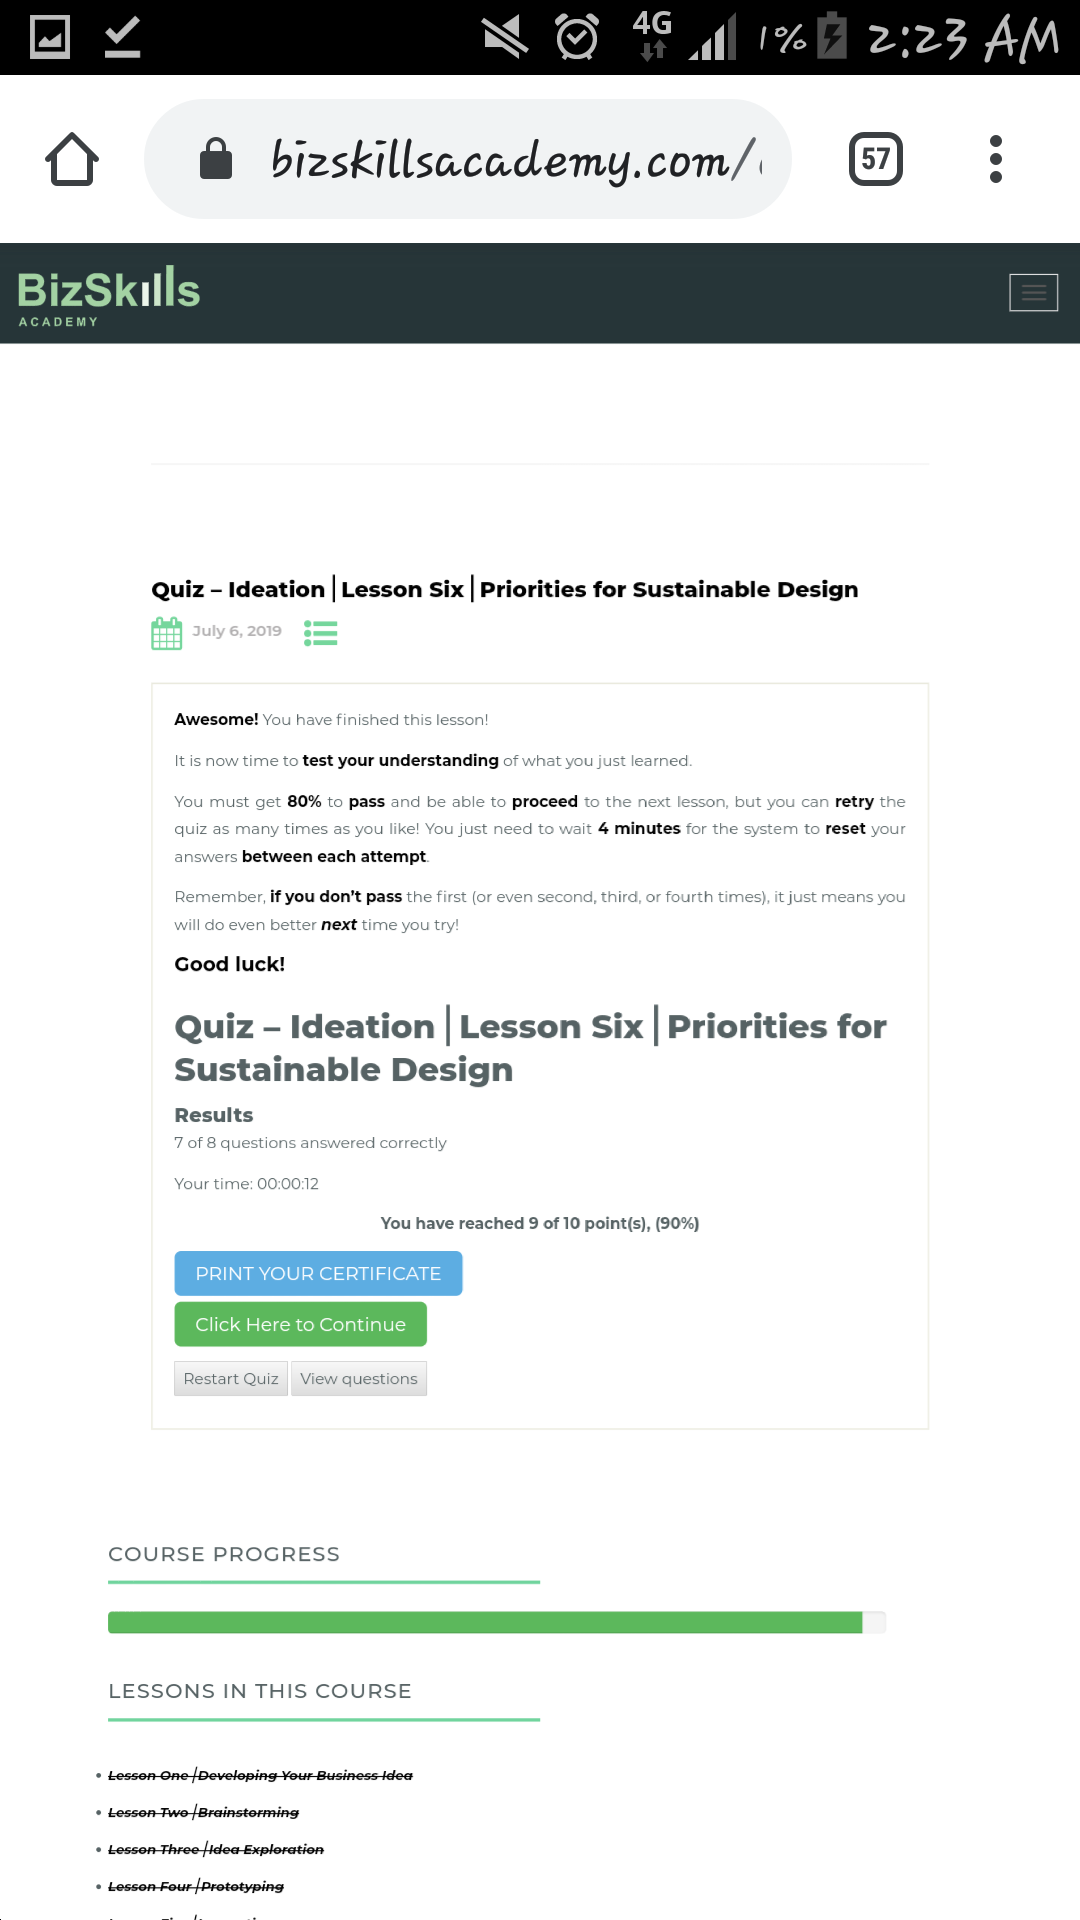 4G 1% 2:23 AM
bizskillsacademy.com/
57
BizSkills
ACADEMY
Quiz – Ideation | Lesson Six | Priorities for Sustainable Design
July 6, 2019
Awesome! You have finished this lesson!
It is now time to test your understanding of what you just learned.
You must get 80% to pass and be able to proceed to the next lesson, but you can retry the
quiz as many times as you like! You just need to wait 4 minutes for the system to reset your
answers between each attempt.
Remember, if you don’t pass the first (or even second, third, or fourth times), it just means you
will do even better next time you try!
Good luck!
Quiz – Ideation | Lesson Six | Priorities for
Sustainable Design
Results
7 of 8 questions answered correctly
Your time: 00:00:12
You have reached 9 of 10 point(s), (90%)
PRINT YOUR CERTIFICATE
Click Here to Continue
Restart Quiz View questions
COURSE PROGRESS
LESSONS IN THIS COURSE
• Lesson One | Developing Your Business Idea
• Lesson Two | Brainstorming
• Lesson Three | Idea Exploration
• Lesson Four | Prototyping